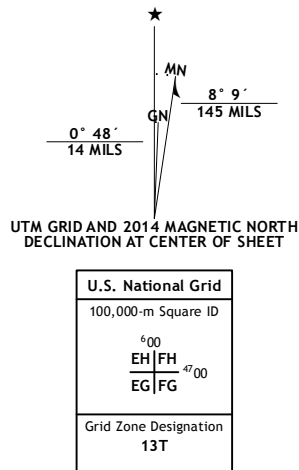 ★
MN
GN
8° 9´
145 MILS
0° 48´
14 MILS
UTM GRID AND 2014 MAGNETIC NORTH
DECLINATION AT CENTER OF SHEET
U.S. National Grid
100,000-m Square ID
⁶00
EH FH
⁴⁷00
EG FG
Grid Zone Designation
13T